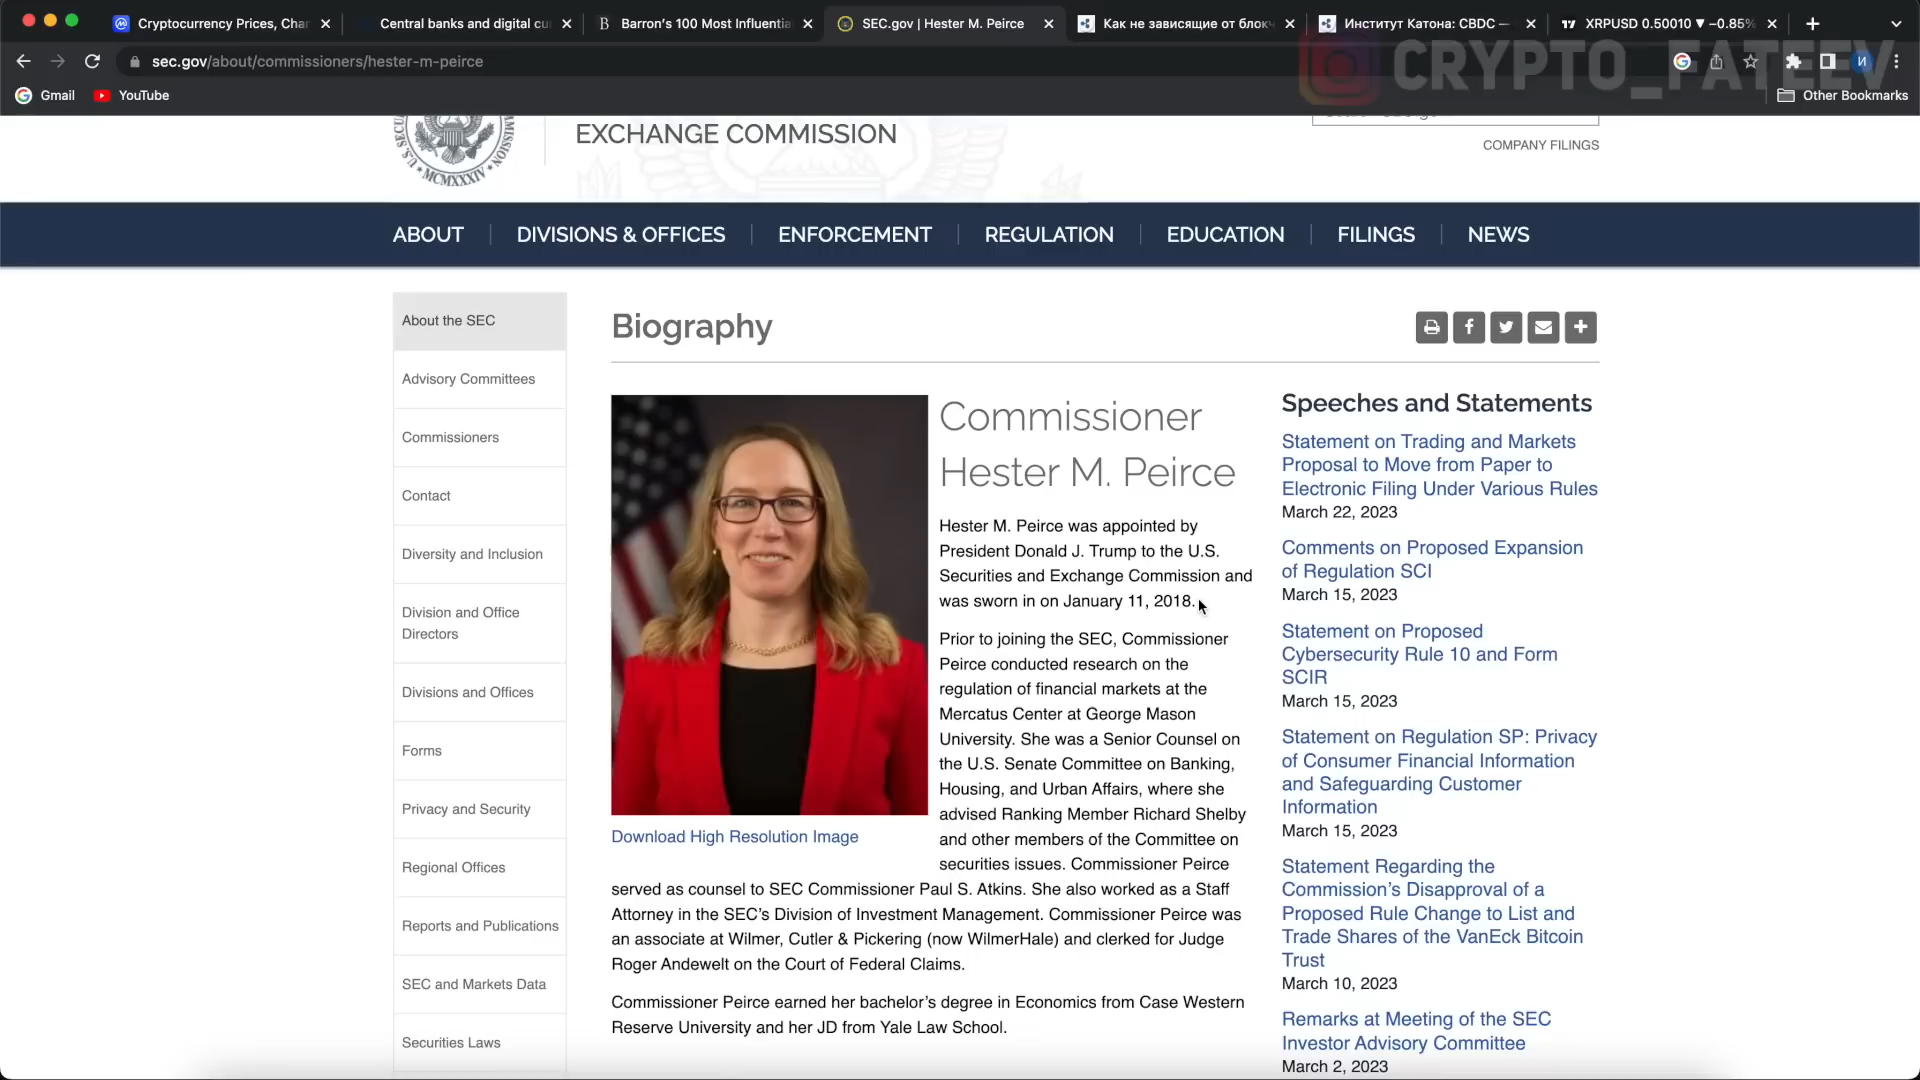 Cryptocurrency Prices, Char
Central banks and digital cu
Barron's 100 Most Influentia
SEC.gov | Hester M. Peirce
Как не зависящие от блокч
Институт Катона: CBDC —
XRPUSD 0.50010 ▼ −0.85%
sec.gov/about/commissioners/hester-m-peirce
CRYPTO_FATEEV
И
Gmail
YouTube
Other Bookmarks
EXCHANGE COMMISSION
MCMXXXIV
COMPANY FILINGS
ABOUT
DIVISIONS & OFFICES
ENFORCEMENT
REGULATION
EDUCATION
FILINGS
NEWS
About the SEC
Advisory Committees
Commissioners
Contact
Diversity and Inclusion
Division and Office
Directors
Divisions and Offices
Forms
Privacy and Security
Regional Offices
Reports and Publications
SEC and Markets Data
Securities Laws
Biography
Commissioner
Hester M. Peirce
Hester M. Peirce was appointed by
President Donald J. Trump to the U.S.
Securities and Exchange Commission and
was sworn in on January 11, 2018.
Prior to joining the SEC, Commissioner
Peirce conducted research on the
regulation of financial markets at the
Mercatus Center at George Mason
University. She was a Senior Counsel on
the U.S. Senate Committee on Banking,
Housing, and Urban Affairs, where she
advised Ranking Member Richard Shelby
and other members of the Committee on
securities issues. Commissioner Peirce
Download High Resolution Image
served as counsel to SEC Commissioner Paul S. Atkins. She also worked as a Staff
Attorney in the SEC's Division of Investment Management. Commissioner Peirce was
an associate at Wilmer, Cutler & Pickering (now WilmerHale) and clerked for Judge
Roger Andewelt on the Court of Federal Claims.
Commissioner Peirce earned her bachelor's degree in Economics from Case Western
Reserve University and her JD from Yale Law School.
Speeches and Statements
Statement on Trading and Markets
Proposal to Move from Paper to
Electronic Filing Under Various Rules
March 22, 2023
Comments on Proposed Expansion
of Regulation SCI
March 15, 2023
Statement on Proposed
Cybersecurity Rule 10 and Form
SCIR
March 15, 2023
Statement on Regulation SP: Privacy
of Consumer Financial Information
and Safeguarding Customer
Information
March 15, 2023
Statement Regarding the
Commission's Disapproval of a
Proposed Rule Change to List and
Trade Shares of the VanEck Bitcoin
Trust
March 10, 2023
Remarks at Meeting of the SEC
Investor Advisory Committee
March 2, 2023